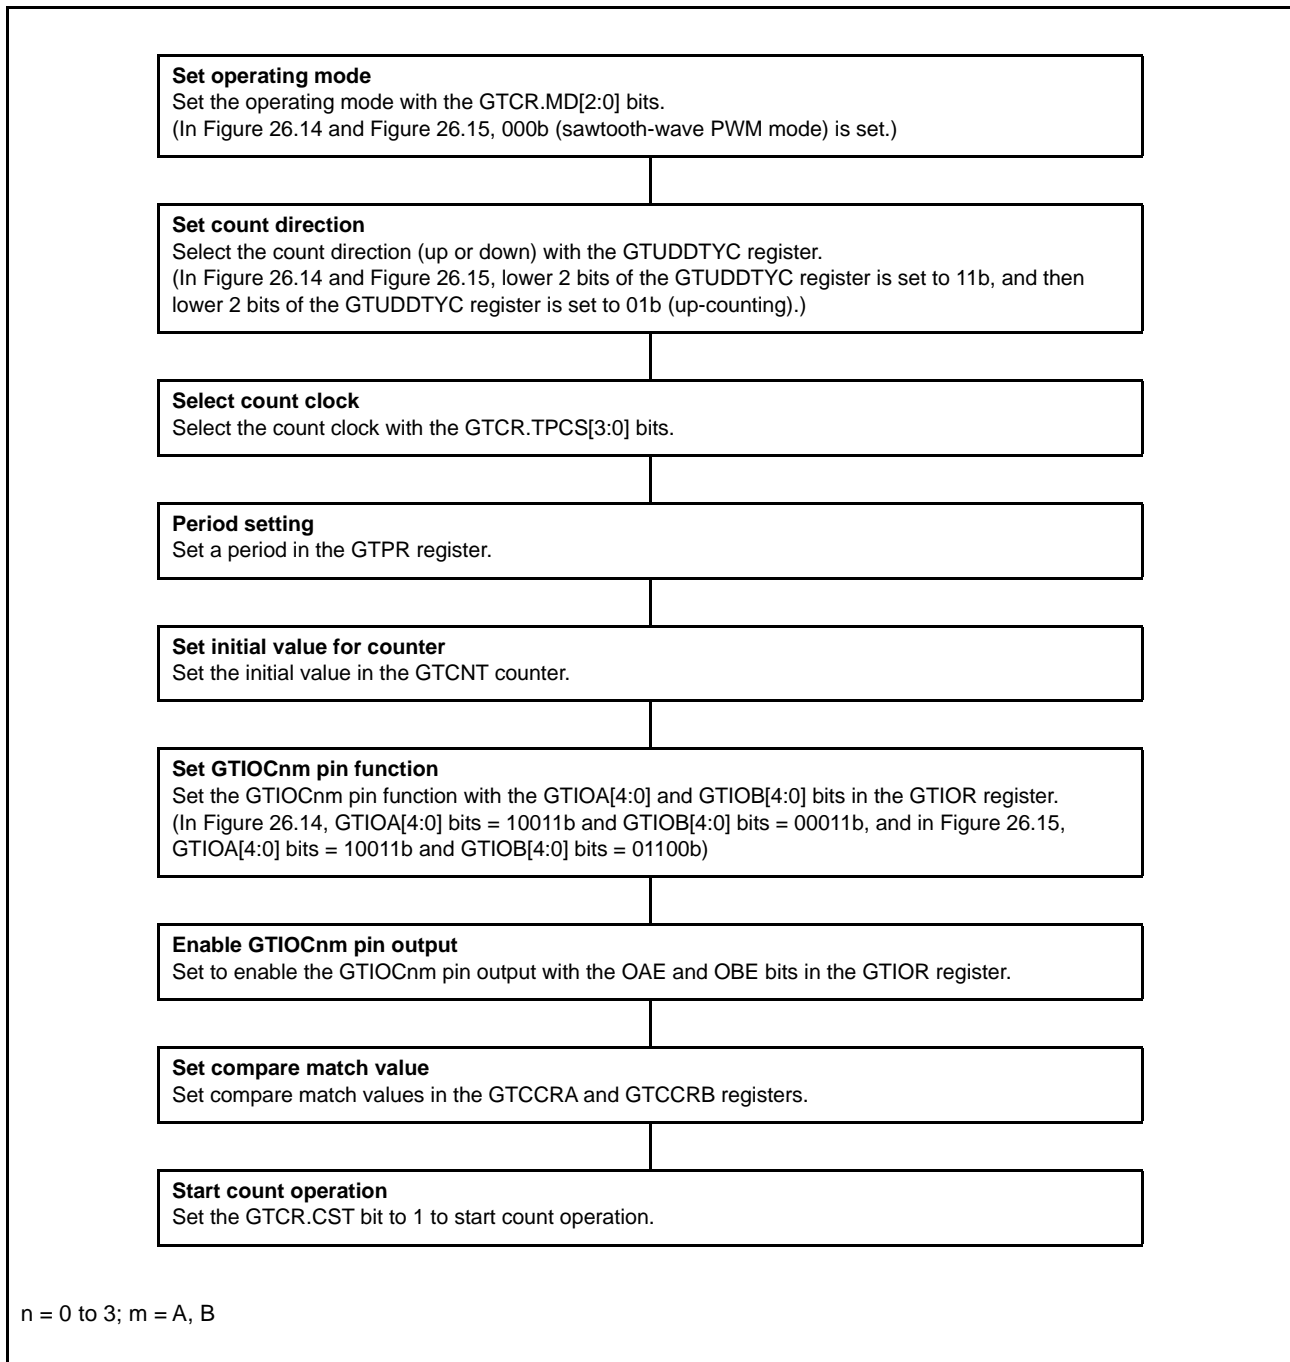 Set operating mode
Set the operating mode with the GTCR.MD[2:0] bits.
(In Figure 26.14 and Figure 26.15, 000b (sawtooth-wave PWM mode) is set.)
Set count direction
Select the count direction (up or down) with the GTUDDTYC register.
(In Figure 26.14 and Figure 26.15, lower 2 bits of the GTUDDTYC register is set to 11b, and then
lower 2 bits of the GTUDDTYC register is set to 01b (up-counting).)
Select count clock
Select the count clock with the GTCR.TPCS[3:0] bits.
Period setting
Set a period in the GTPR register.
Set initial value for counter
Set the initial value in the GTCNT counter.
Set GTIOCnm pin function
Set the GTIOCnm pin function with the GTIOA[4:0] and GTIOB[4:0] bits in the GTIOR register.
(In Figure 26.14, GTIOA[4:0] bits = 10011b and GTIOB[4:0] bits = 00011b, and in Figure 26.15,
GTIOA[4:0] bits = 10011b and GTIOB[4:0] bits = 01100b)
Enable GTIOCnm pin output
Set to enable the GTIOCnm pin output with the OAE and OBE bits in the GTIOR register.
Set compare match value
Set compare match values in the GTCCRA and GTCCRB registers.
Start count operation
Set the GTCR.CST bit to 1 to start count operation.
n = 0 to 3; m = A, B